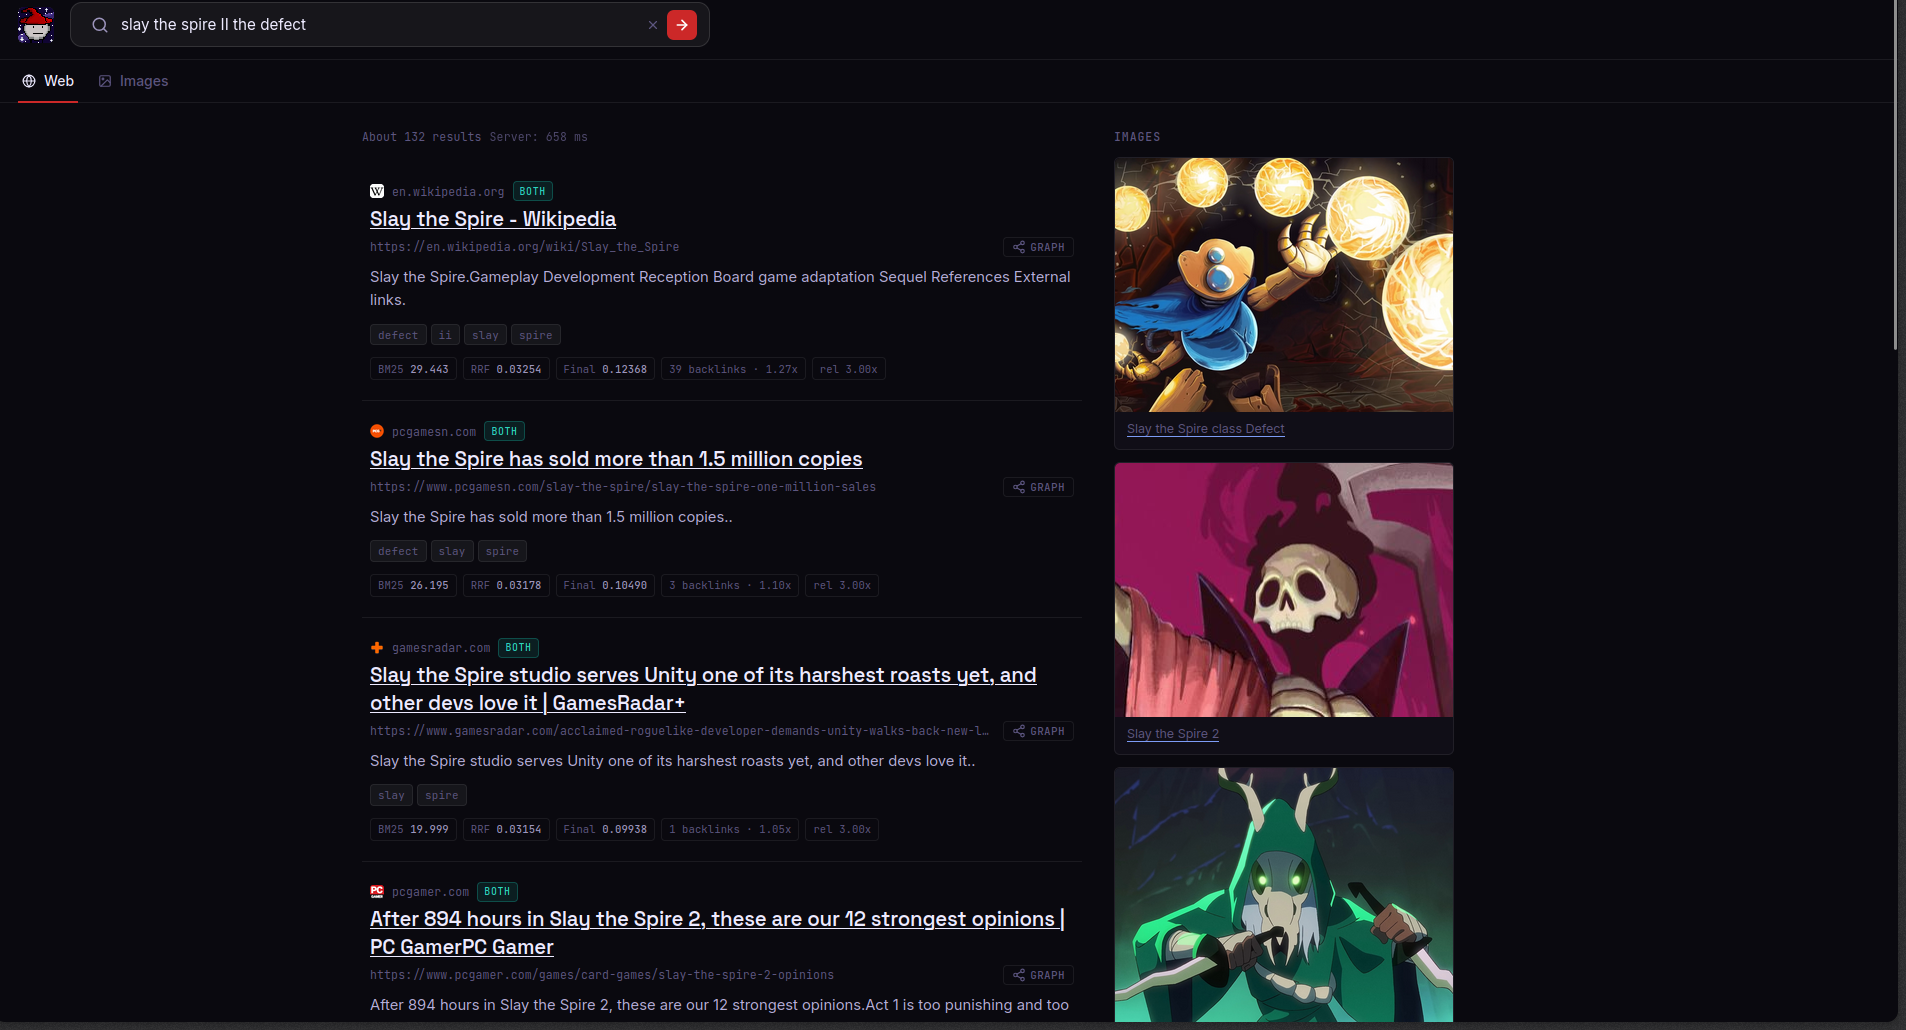 slay the spire II the defect
Web
Images
About 132 results Server: 658 ms
en.wikipedia.org BOTH
Slay the Spire - Wikipedia
https://en.wikipedia.org/wiki/Slay_the_Spire
GRAPH
Slay the Spire.Gameplay Development Reception Board game adaptation Sequel References External
links.
defect ii slay spire
BM25 29.443 RRF 0.03254 Final 0.12368 39 backlinks · 1.27x rel 3.00x
pcgamesn.com BOTH
Slay the Spire has sold more than 1.5 million copies
https://www.pcgamesn.com/slay-the-spire/slay-the-spire-one-million-sales
GRAPH
Slay the Spire has sold more than 1.5 million copies..
defect slay spire
BM25 26.195 RRF 0.03178 Final 0.10490 3 backlinks · 1.10x rel 3.00x
gamesradar.com BOTH
Slay the Spire studio serves Unity one of its harshest roasts yet, and
other devs love it | GamesRadar+
https://www.gamesradar.com/acclaimed-roguelike-developer-demands-unity-walks-back-new-l…
GRAPH
Slay the Spire studio serves Unity one of its harshest roasts yet, and other devs love it..
slay spire
BM25 19.999 RRF 0.03154 Final 0.09938 1 backlinks · 1.05x rel 3.00x
PC GAMER
pcgamer.com BOTH
After 894 hours in Slay the Spire 2, these are our 12 strongest opinions |
PC GamerPC Gamer
https://www.pcgamer.com/games/card-games/slay-the-spire-2-opinions
GRAPH
After 894 hours in Slay the Spire 2, these are our 12 strongest opinions.Act 1 is too punishing and too
IMAGES
Slay the Spire class Defect
Slay the Spire 2